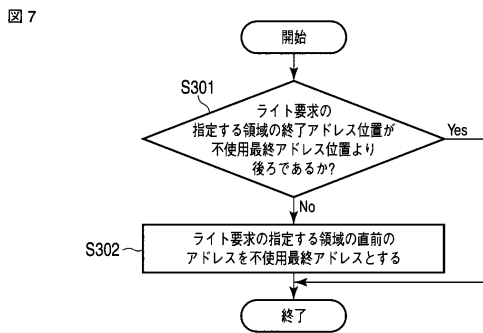 図 7
開始
S301
ライト要求の
指定する領域の終了アドレス位置が
不使用最終アドレス位置より
後ろであるか?
Yes
No
S302
ライト要求の指定する領域の直前の
アドレスを不使用最終アドレスとする
終了